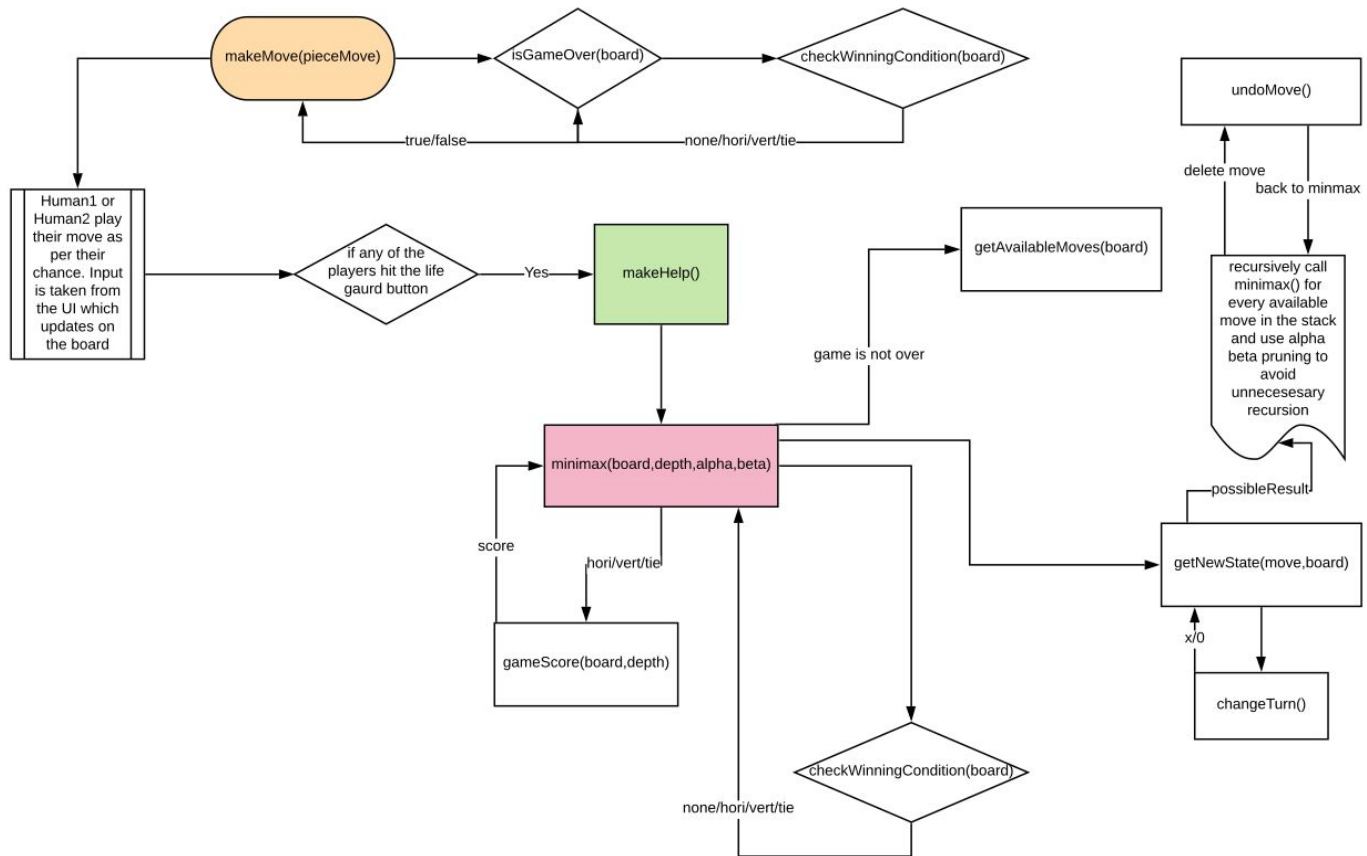 makeMove(pieceMove)
isGameOver(board)
checkWinningCondition(board)
true/false
none/hori/vert/tie
undoMove()
delete move
back to minmax
Human1 or
Human2 play
their move as
per their
chance. Input
is taken from
the UI which
updates on
the board
if any of the
players hit the life
gaurd button
Yes
makeHelp()
getAvailableMoves(board)
game is not over
recursively call
minimax() for
every available
move in the stack
and use alpha
beta pruning to
avoid
unnecesesary
recursion
minimax(board,depth,alpha,beta)
possibleResult
score
hori/vert/tie
getNewState(move,board)
x/0
gameScore(board,depth)
changeTurn()
checkWinningCondition(board)
none/hori/vert/tie